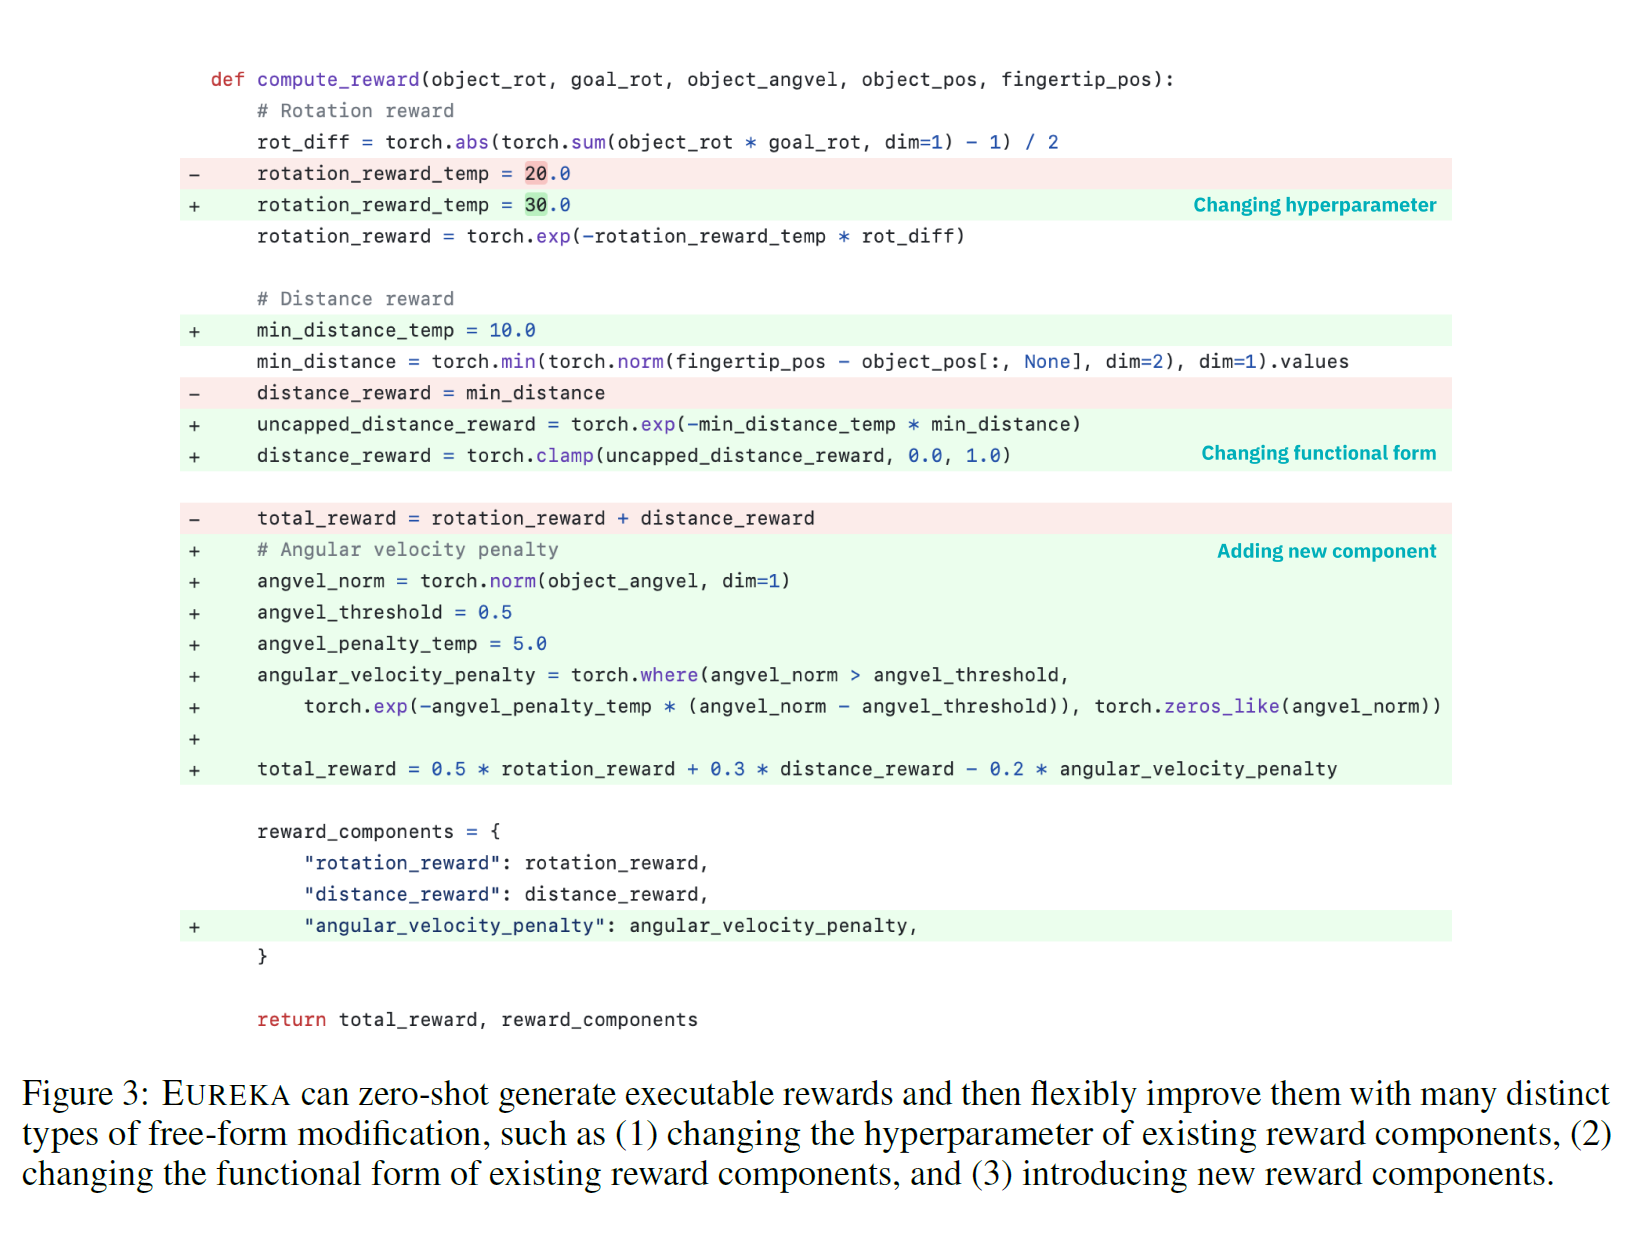 def compute_reward(object_rot, goal_rot, object_angvel, object_pos, fingertip_pos):
    # Rotation reward
    rot_diff = torch.abs(torch.sum(object_rot * goal_rot, dim=1) - 1) / 2
-    rotation_reward_temp = 20.0
+    rotation_reward_temp = 30.0 Changing hyperparameter
    rotation_reward = torch.exp(-rotation_reward_temp * rot_diff)
    # Distance reward
+    min_distance_temp = 10.0
    min_distance = torch.min(torch.norm(fingertip_pos - object_pos[:, None], dim=2), dim=1).values
-    distance_reward = min_distance
+    uncapped_distance_reward = torch.exp(-min_distance_temp * min_distance)
+    distance_reward = torch.clamp(uncapped_distance_reward, 0.0, 1.0) Changing functional form
-    total_reward = rotation_reward + distance_reward
+    # Angular velocity penalty Adding new component
+    angvel_norm = torch.norm(object_angvel, dim=1)
+    angvel_threshold = 0.5
+    angvel_penalty_temp = 5.0
+    angular_velocity_penalty = torch.where(angvel_norm > angvel_threshold,
+        torch.exp(-angvel_penalty_temp * (angvel_norm - angvel_threshold)), torch.zeros_like(angvel_norm))
+
+    total_reward = 0.5 * rotation_reward + 0.3 * distance_reward - 0.2 * angular_velocity_penalty
    reward_components = {
        "rotation_reward": rotation_reward,
        "distance_reward": distance_reward,
+        "angular_velocity_penalty": angular_velocity_penalty,
    }
    return total_reward, reward_components
Figure 3: EUREKA can zero-shot generate executable rewards and then flexibly improve them with many distinct
types of free-form modification, such as (1) changing the hyperparameter of existing reward components, (2)
changing the functional form of existing reward components, and (3) introducing new reward components.